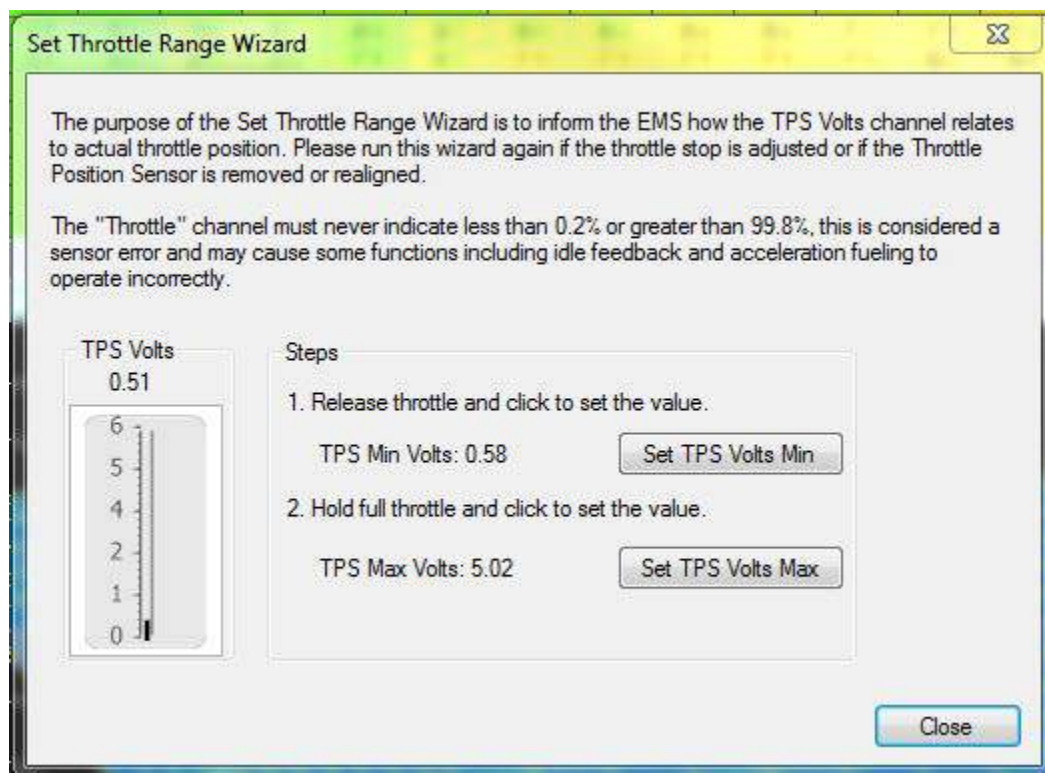 Set Throttle Range Wizard
The purpose of the Set Throttle Range Wizard is to inform the EMS how the TPS Volts channel relates
to actual throttle position. Please run this wizard again if the throttle stop is adjusted or if the Throttle
Position Sensor is removed or realigned.
The "Throttle" channel must never indicate less than 0.2% or greater than 99.8%, this is considered a
sensor error and may cause some functions including idle feedback and acceleration fueling to
operate incorrectly.
TPS Volts
0.51
6
5
4
2
1
0
Steps
1. Release throttle and click to set the value.
TPS Min Volts: 0.58
Set TPS Volts Min
2. Hold full throttle and click to set the value.
TPS Max Volts: 5.02
Set TPS Volts Max
Close